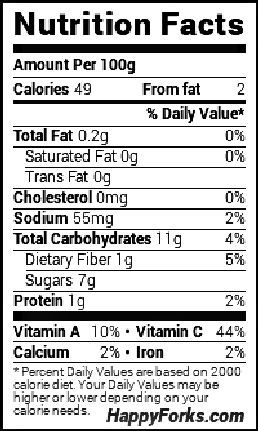 Nutrition Facts
Amount Per 100g
Calories 49 From fat 2
% Daily Value*
Total Fat 0.2g 0%
Saturated Fat 0g 0%
Trans Fat 0g
Cholesterol 0mg 0%
Sodium 55mg 2%
Total Carbohydrates 11g 4%
Dietary Fiber 1g 5%
Sugars 7g
Protein 1g 2%
Vitamin A 10% • Vitamin C 44%
Calcium 2% • Iron 2%
* Percent Daily Values are based on 2000
calorie diet. Your Daily Values may be
higher or lower depending on your
calorie needs.
HappyForks.com